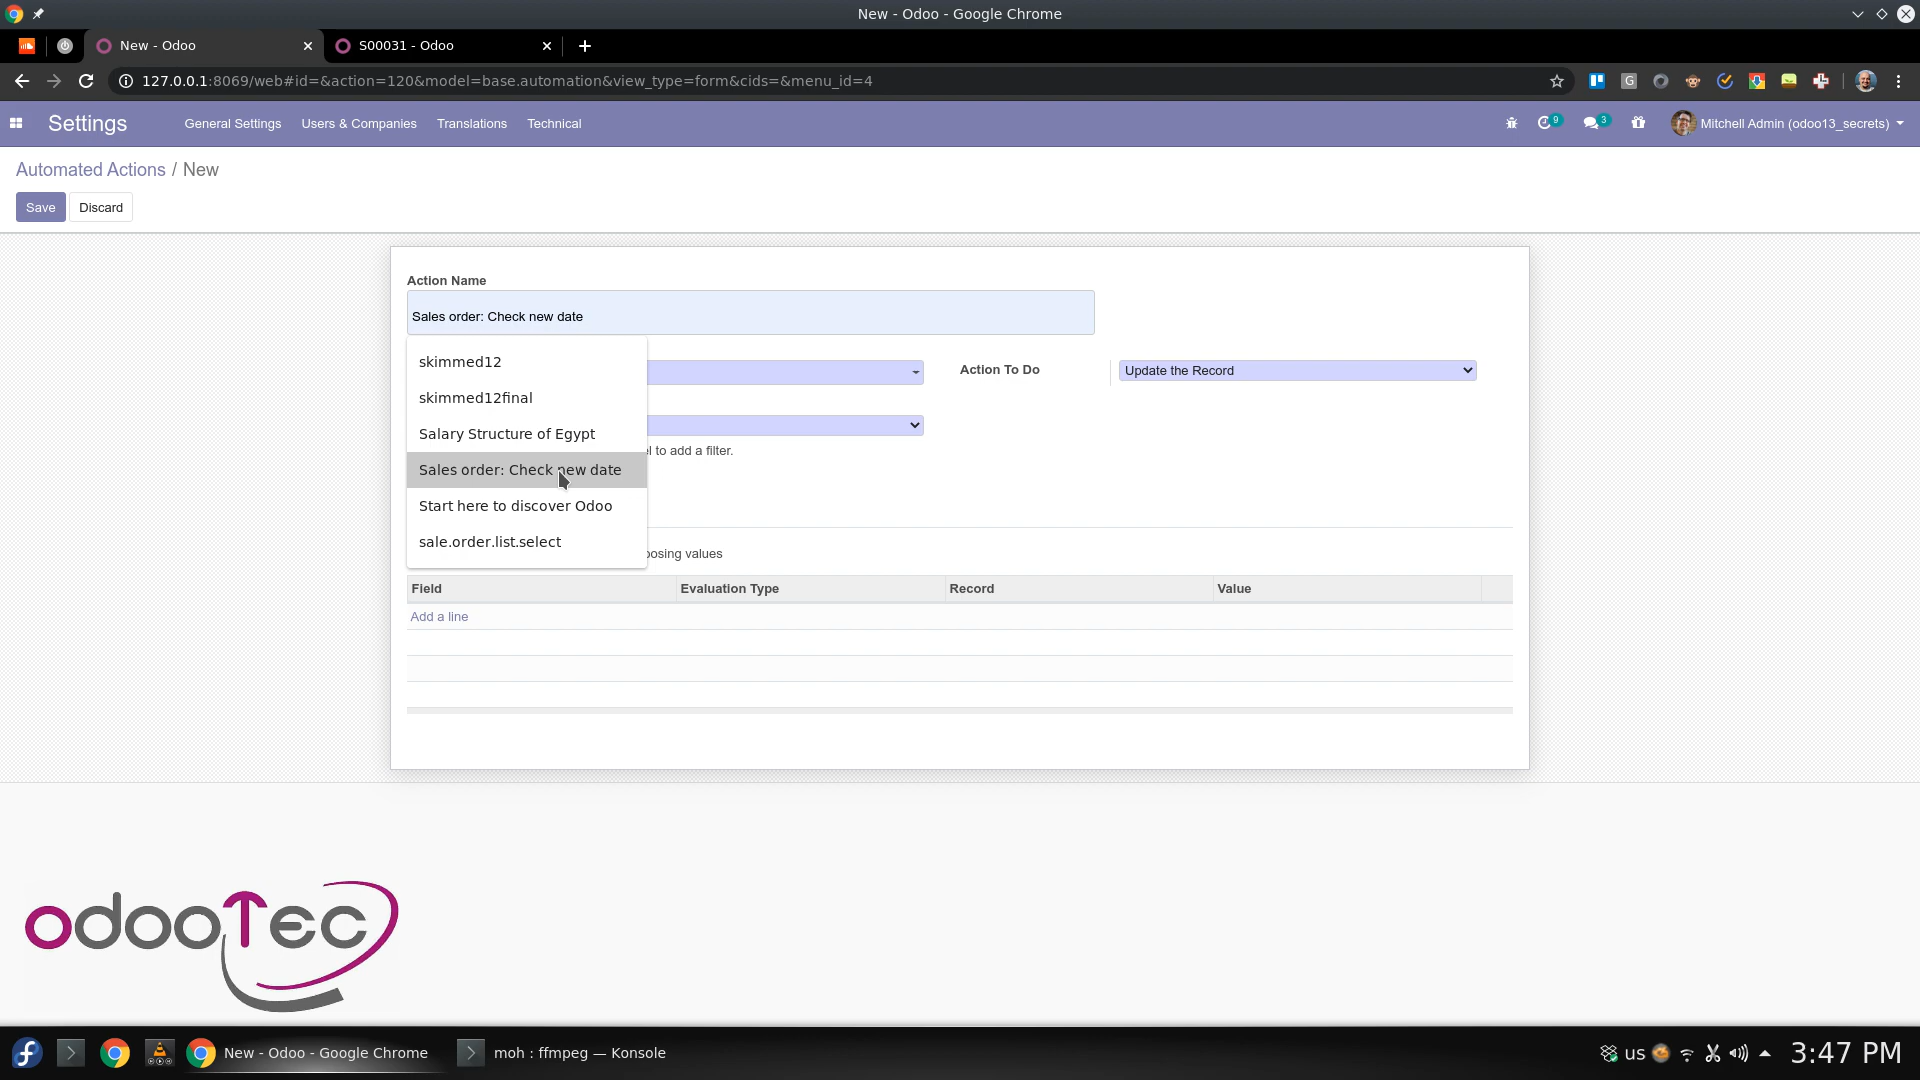 New - Odoo - Google Chrome
New - Odoo
S00031 - Odoo
127.0.0.1:8069/web#id=&action=120&model=base.automation&view_type=form&cids=&menu_id=4
Settings General Settings Users & Companies Translations Technical 9 3 Mitchell Admin (odoo13_secrets)
Automated Actions / New
Save Discard
Action Name
Sales order: Check new date
skimmed12
skimmed12final
Salary Structure of Egypt
Sales order: Check new date
Start here to discover Odoo
sale.order.list.select
Action To Do Update the Record
to add a filter.
values
Field Evaluation Type Record Value
Add a line
odooTec
New - Odoo - Google Chrome moh : ffmpeg — Konsole us 3:47 PM